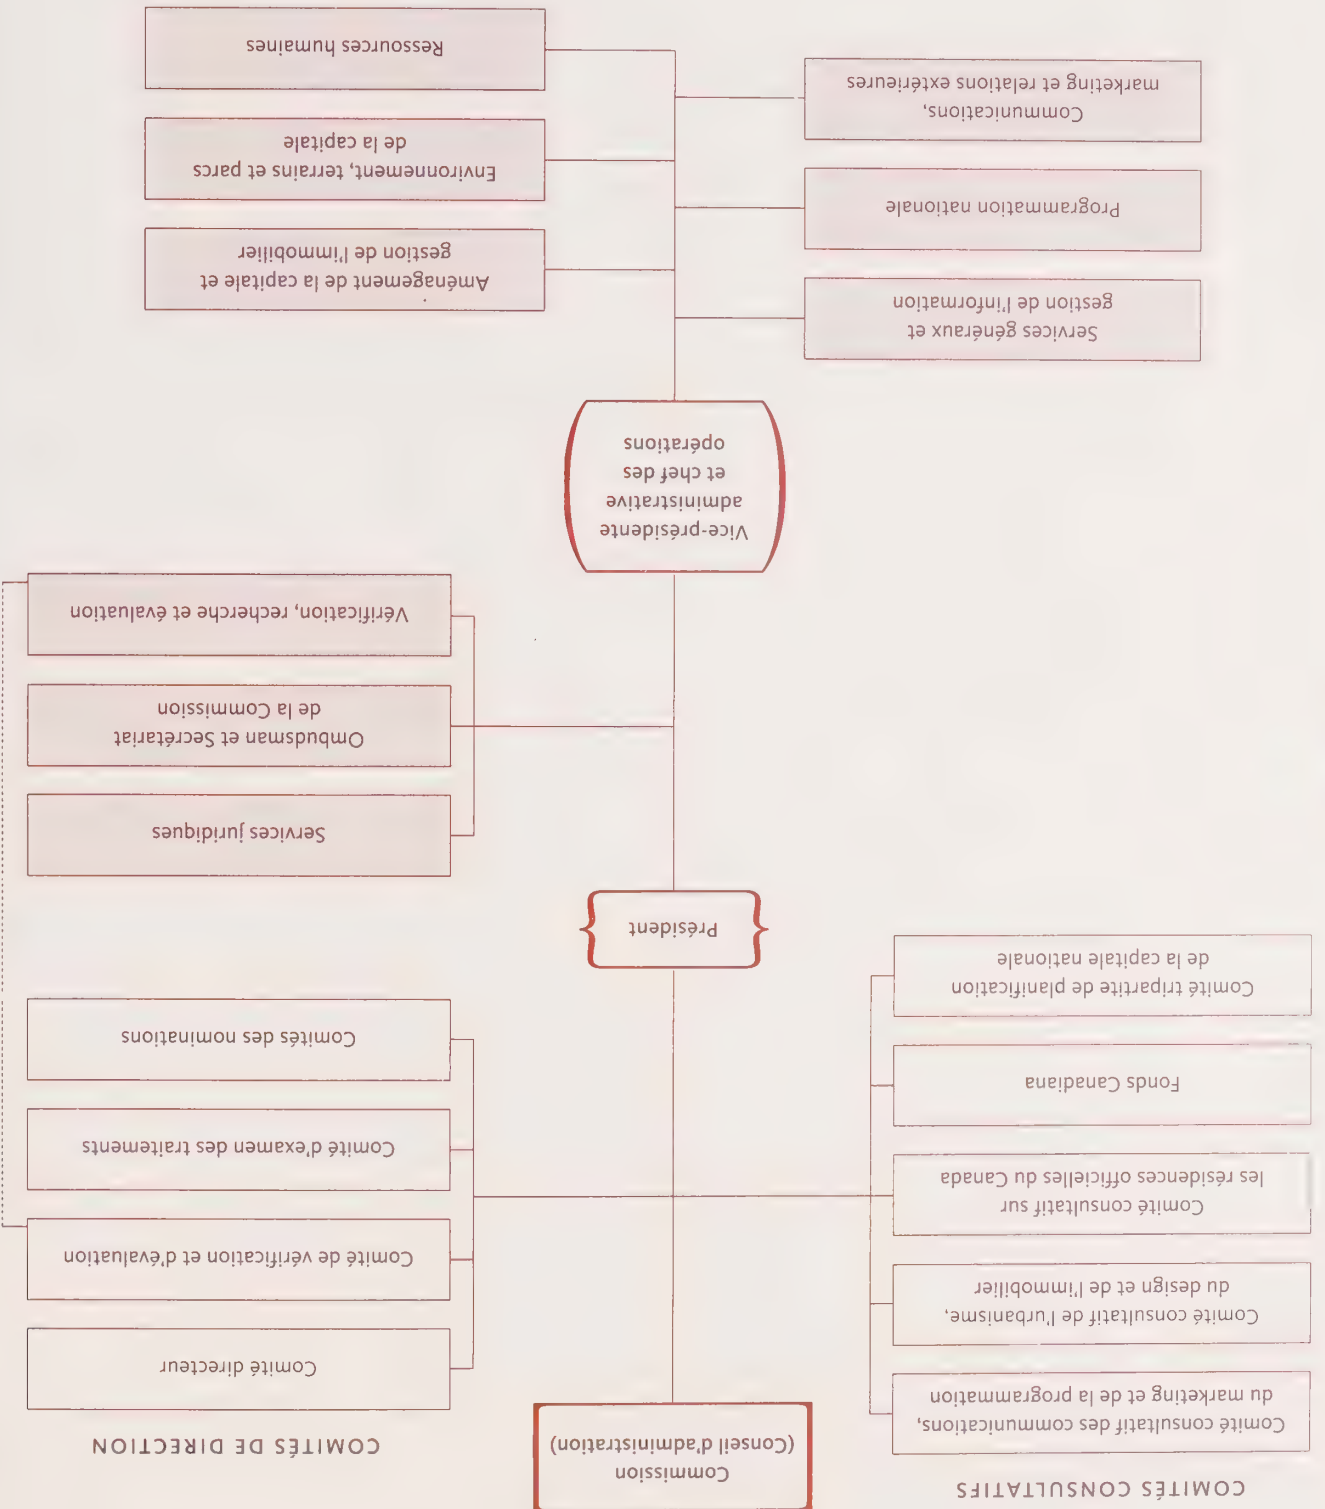 COMITÉS CONSULTATIFS
Comité consultatif des communications,
du marketing et de la programmation
Comité consultatif de l'urbanisme,
du design et de l'immobilier
Comité consultatif sur
les résidences officielles du Canada
Fonds Canadiana
Comité tripartite de planification
de la capitale nationale
Commission
(Conseil d'administration)
COMITÉS DE DIRECTION
Comité directeur
Comité de vérification et d'évaluation
Comité d'examen des traitements
Comités des nominations
Président
Services juridiques
Ombudsman et Secrétariat
de la Commission
Vérification, recherche et évaluation
Vice-présidente
administrative
et chef des
opérations
Services généraux et
gestion de l'information
Programmation nationale
Communications,
marketing et relations extérieures
Aménagement de la capitale et
gestion de l'immobilier
Environnement, terrains et parcs
de la capitale
Ressources humaines